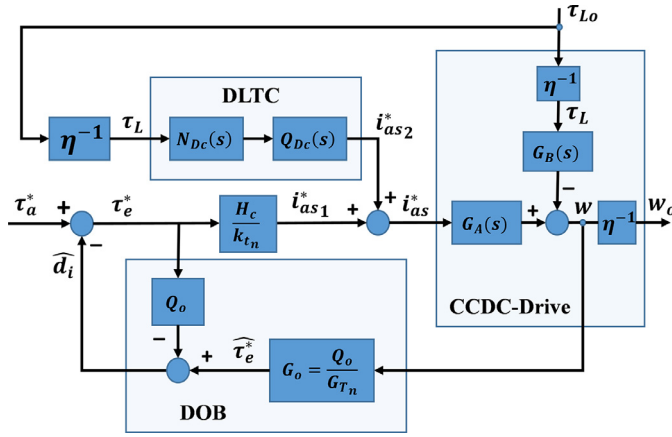 τ_Lo
DLTC
η⁻¹
τ_L
N_Dc(s)
Q_Dc(s)
i*_as2
η⁻¹
τ_L
G_B(s)
−
τ*_a
+
−
τ*_e
H_c / k_tn
i*_as1
+
+
i*_as
G_A(s)
+
w
η⁻¹
w_o
CCDC-Drive
d̂_i
Q_o
−
+
τ̂*_e
G_o = Q_o / G_Tn
DOB